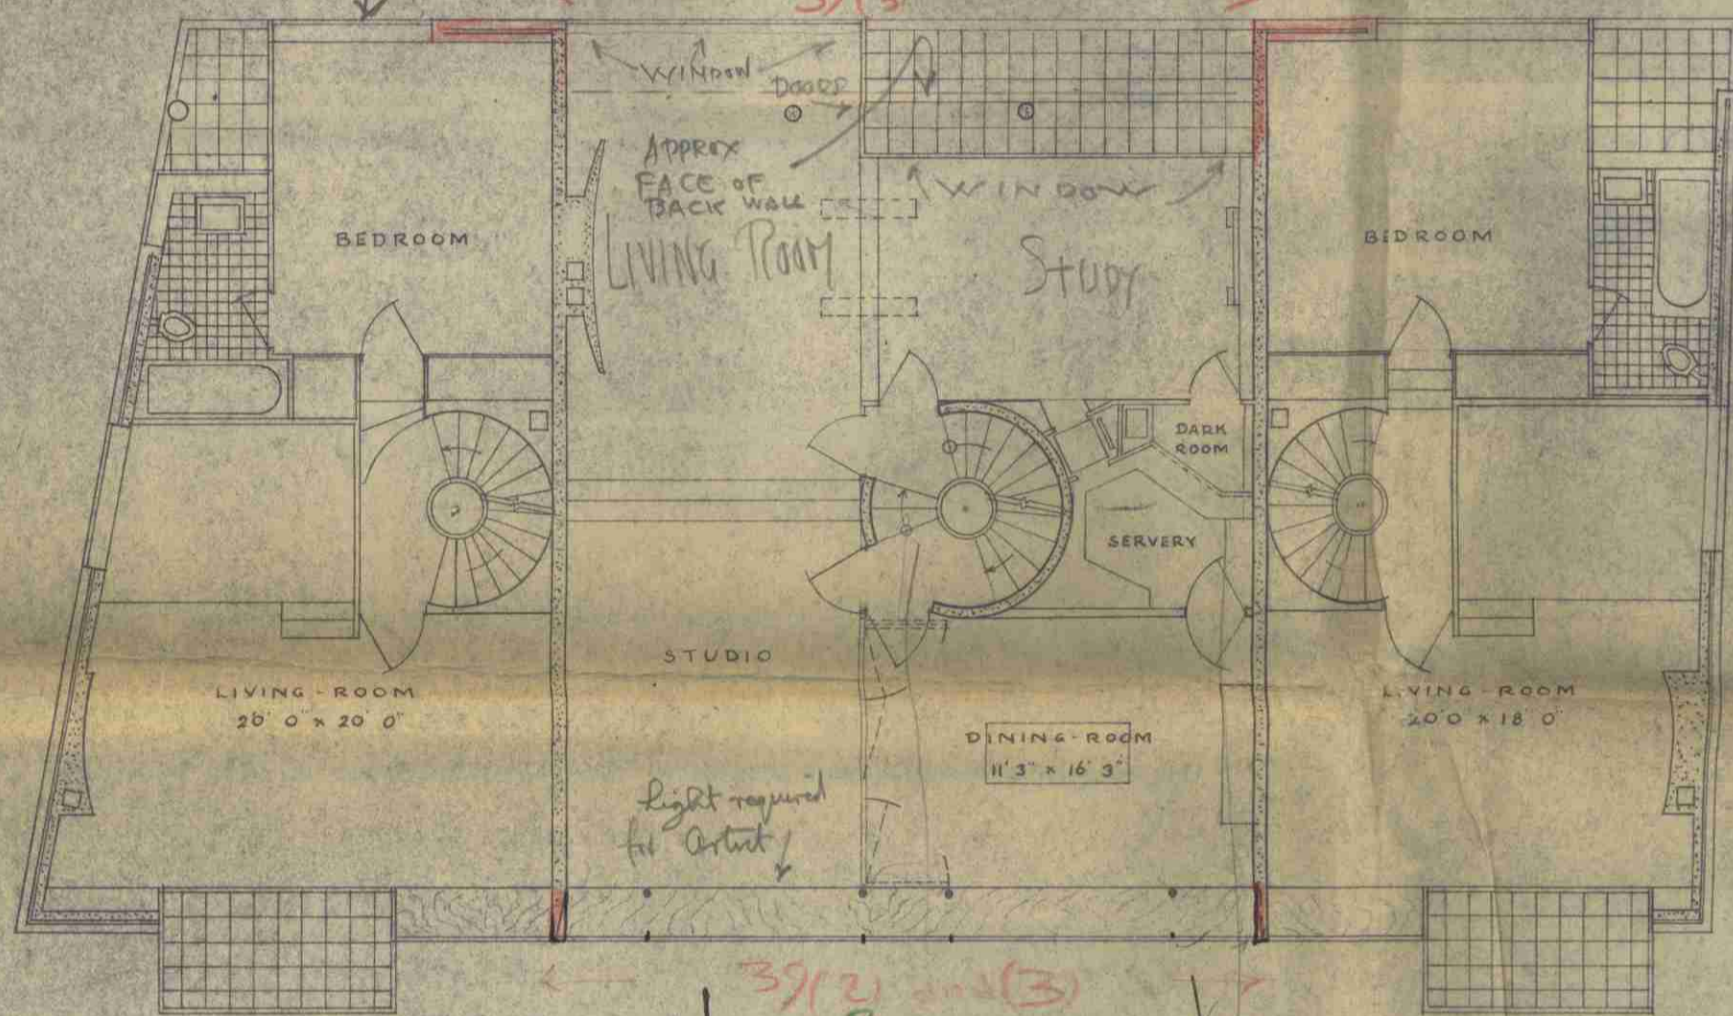 WINDOW
DOORS
APPROX
FACE OF
BACK WALL
WINDOW
BEDROOM
LIVING ROOM
STUDY
BEDROOM
DARK
ROOM
SERVERY
STUDIO
LIVING-ROOM
20' 0" x 20' 0"
DINING-ROOM
11' 3" x 16' 3"
LIVING-ROOM
20' 0 x 18' 0"
light required
for Artist
39(2) and (3)